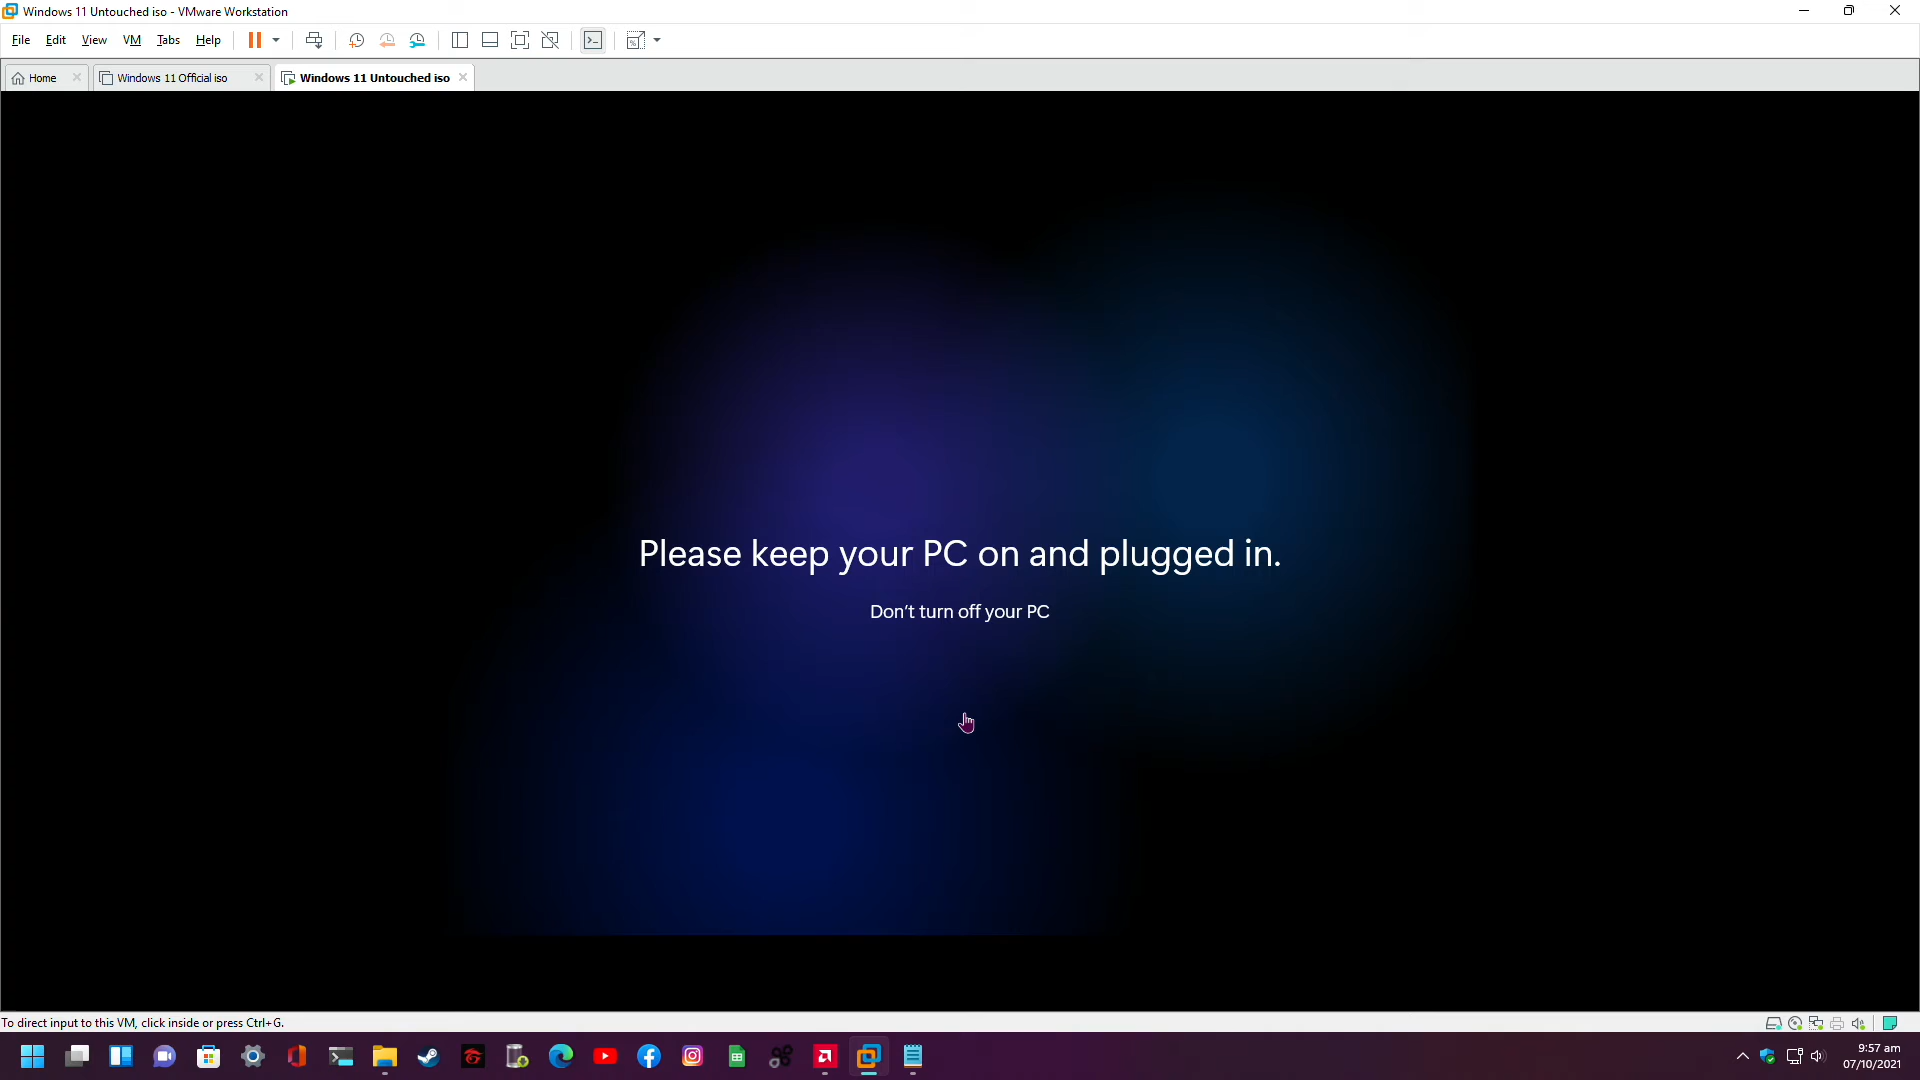 Windows 11 Untouched iso - VMware Workstation
File Edit View VM Tabs Help
Home Windows 11 Official iso Windows 11 Untouched iso
Please keep your PC on and plugged in.
Don't turn off your PC
To direct input to this VM, click inside or press Ctrl+G.
9:57 am
07/10/2021